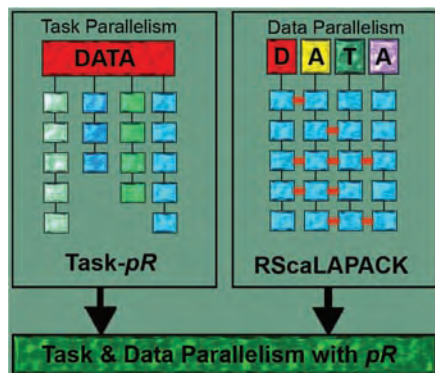 Task Parallelism
DATA
Task-pR
Data Parallelism
D A T A
RScaLAPACK
Task & Data Parallelism with pR